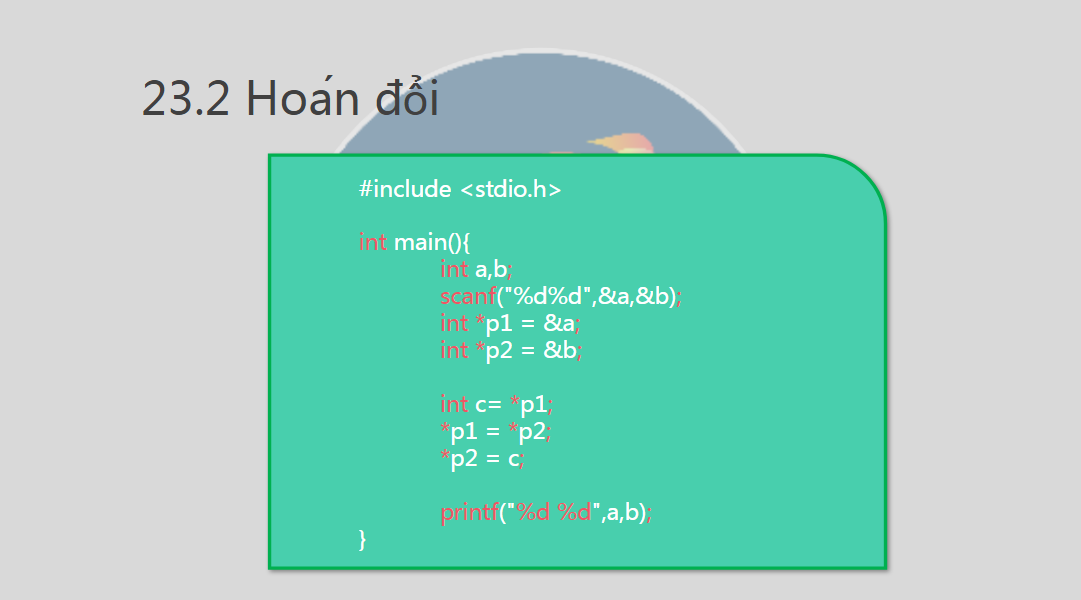 23.2 Hoán đổi
#include <stdio.h>
int main(){
int a,b;
scanf("%d%d",&a,&b);
int *p1 = &a;
int *p2 = &b;
int c= *p1;
*p1 = *p2;
*p2 = c;
printf("%d %d",a,b);
}